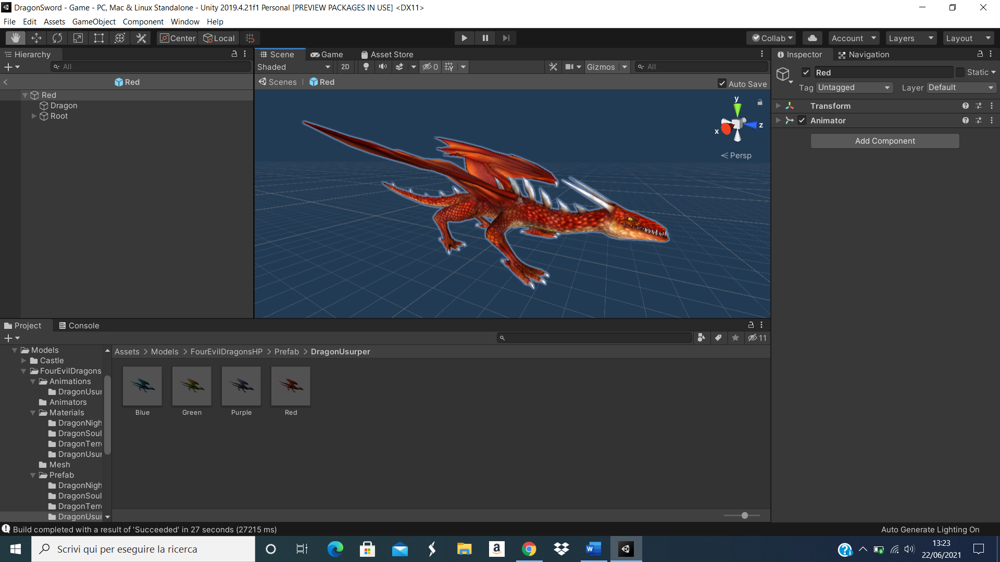 DragonSword - Game - PC, Mac & Linux Standalone - Unity 2019.4.21f1 Personal [PREVIEW PACKAGES IN USE] <DX11>
File Edit Assets GameObject Component Window Help
Center Local Collab Account Layers Layout
Hierarchy
All
Red
Red
Dragon
Root
Scene Game Asset Store
Shaded 2D 0 Gizmos All
Scenes | Red Auto Save
y
x
z
Persp
Inspector Navigation
Red Static
Tag Untagged Layer Default
Transform
Animator
Add Component
Project Console
11
Models
Castle
FourEvilDragons
Animations
DragonUsur
Animators
Materials
DragonNigh
DragonSoul
DragonTerr
DragonUsur
Mesh
Prefab
DragonNigh
DragonSoul
DragonTerr
DragonUsur
Assets > Models > FourEvilDragonsHP > Prefab > DragonUsurper
Blue Green Purple Red
Build completed with a result of 'Succeeded' in 27 seconds (27215 ms)
Auto Generate Lighting On
Scrivi qui per eseguire la ricerca
13:23
22/06/2021